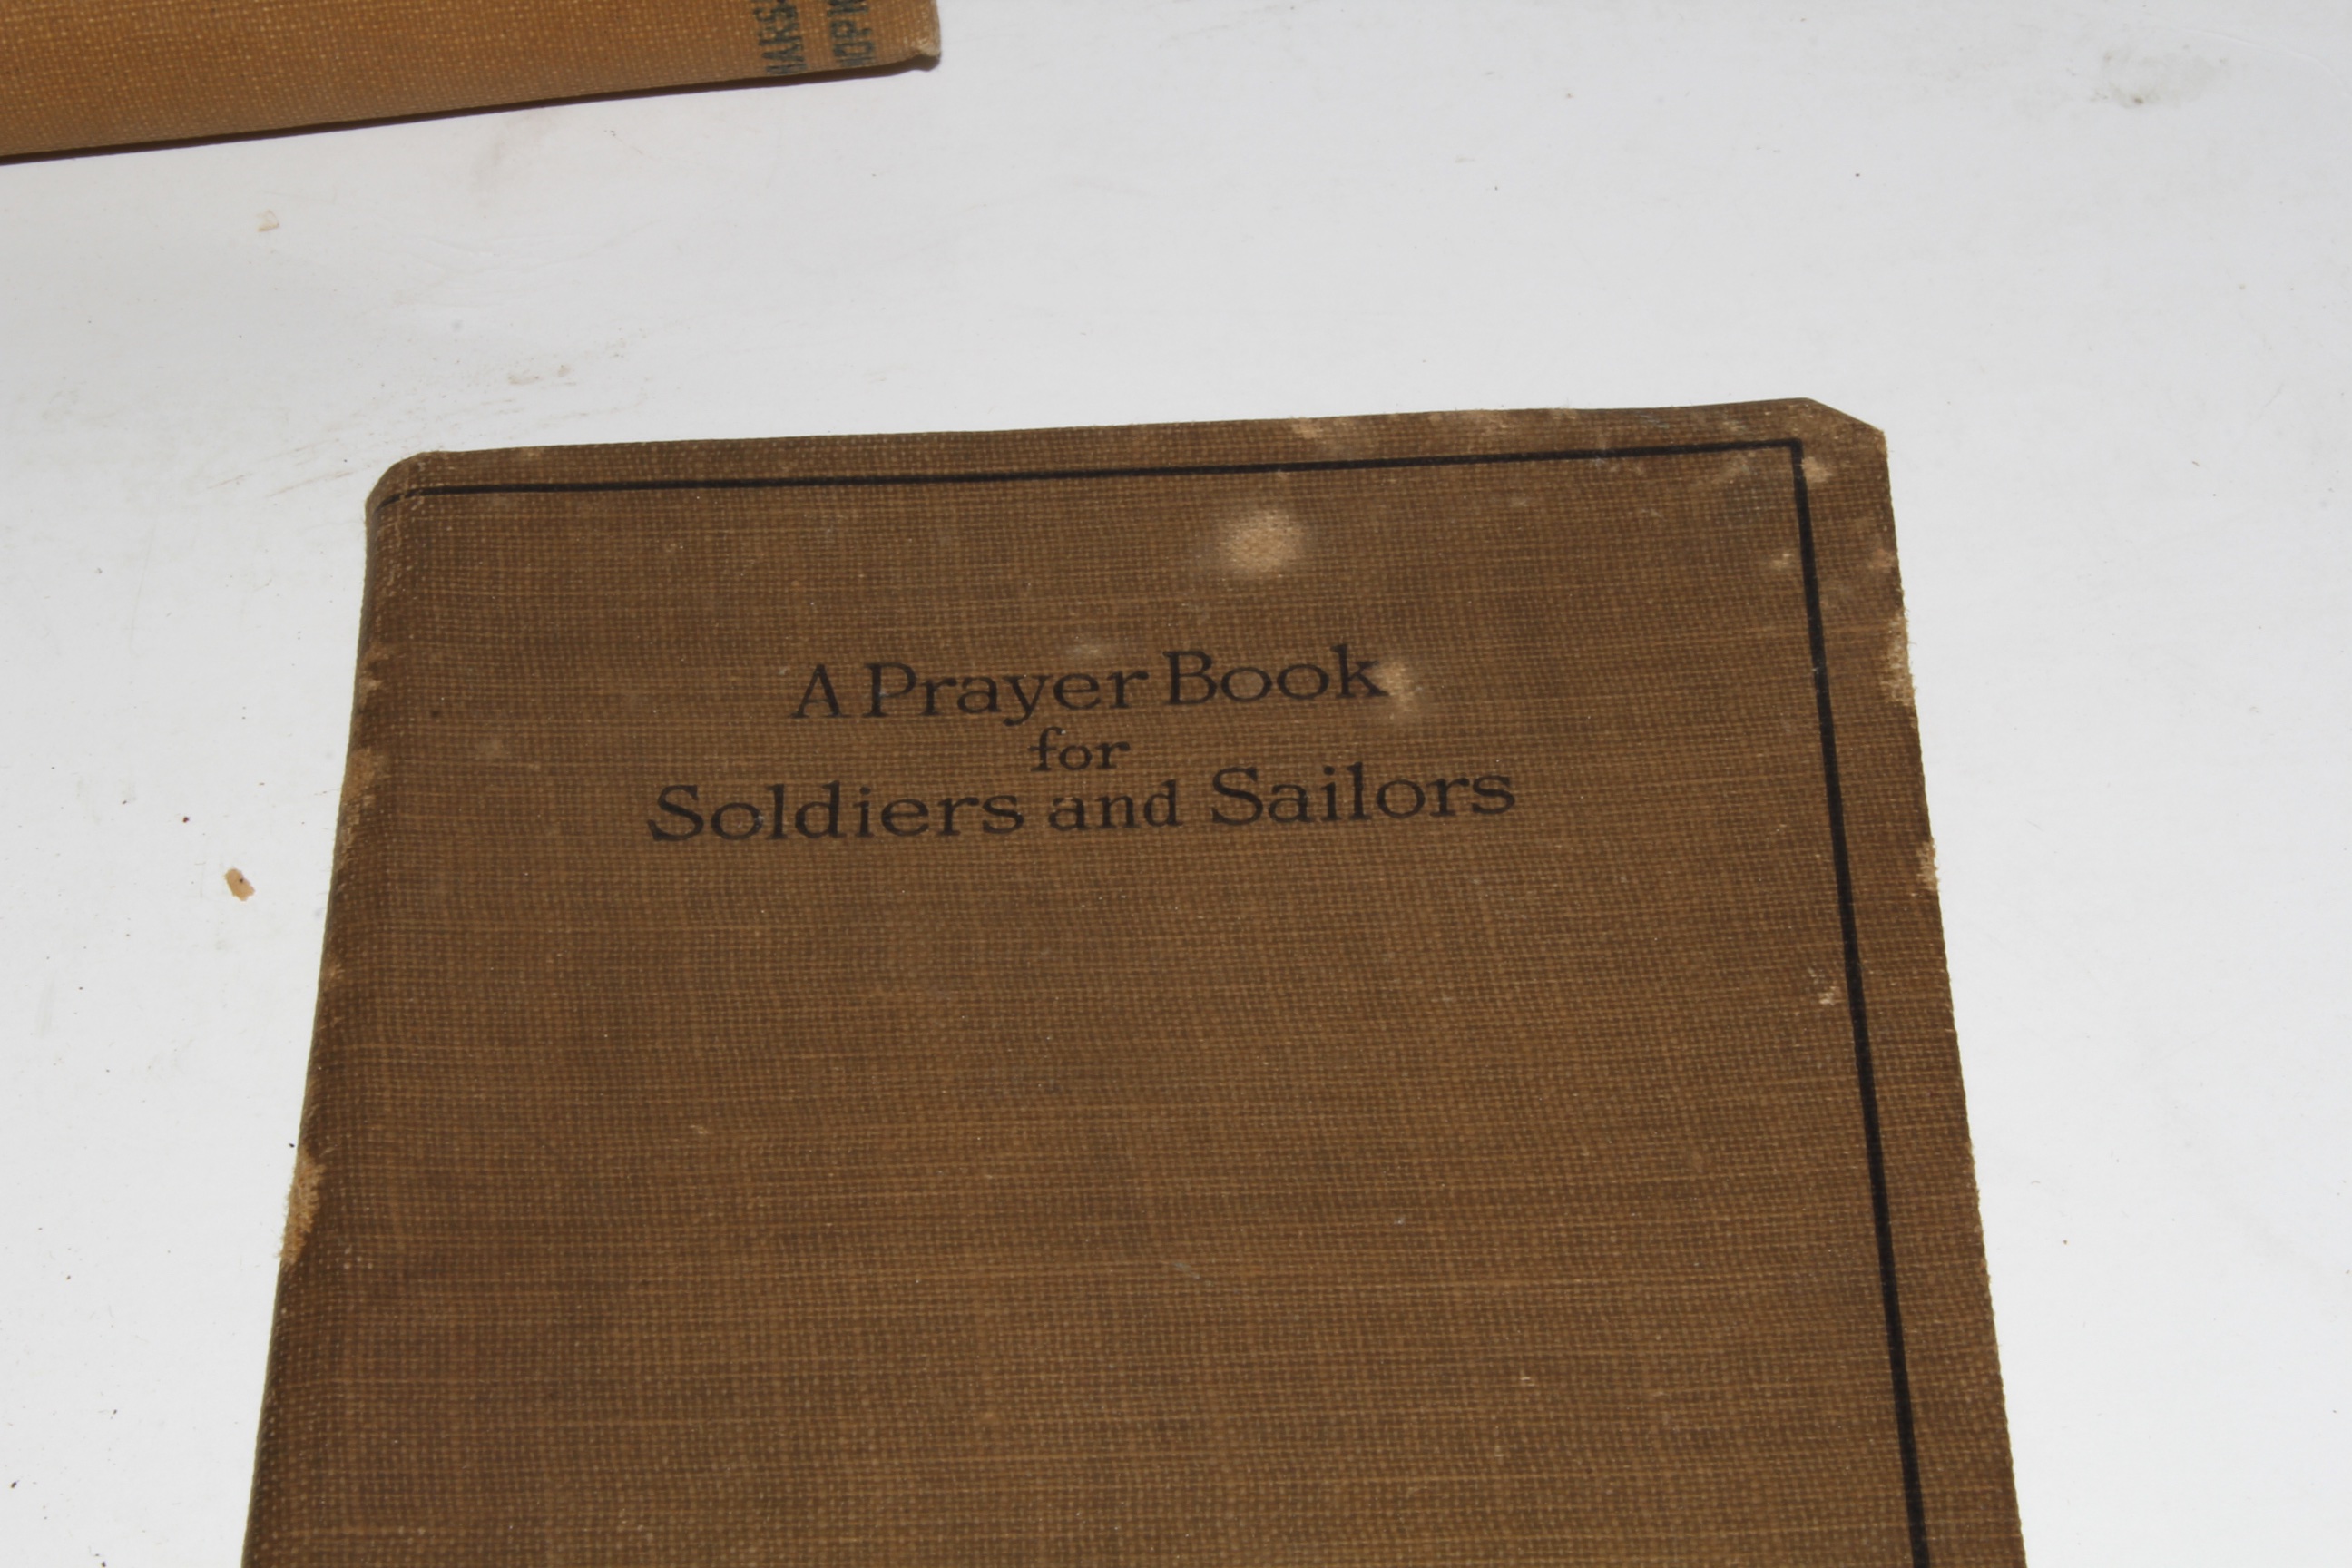 A Prayer Book
for
Soldiers and Sailors